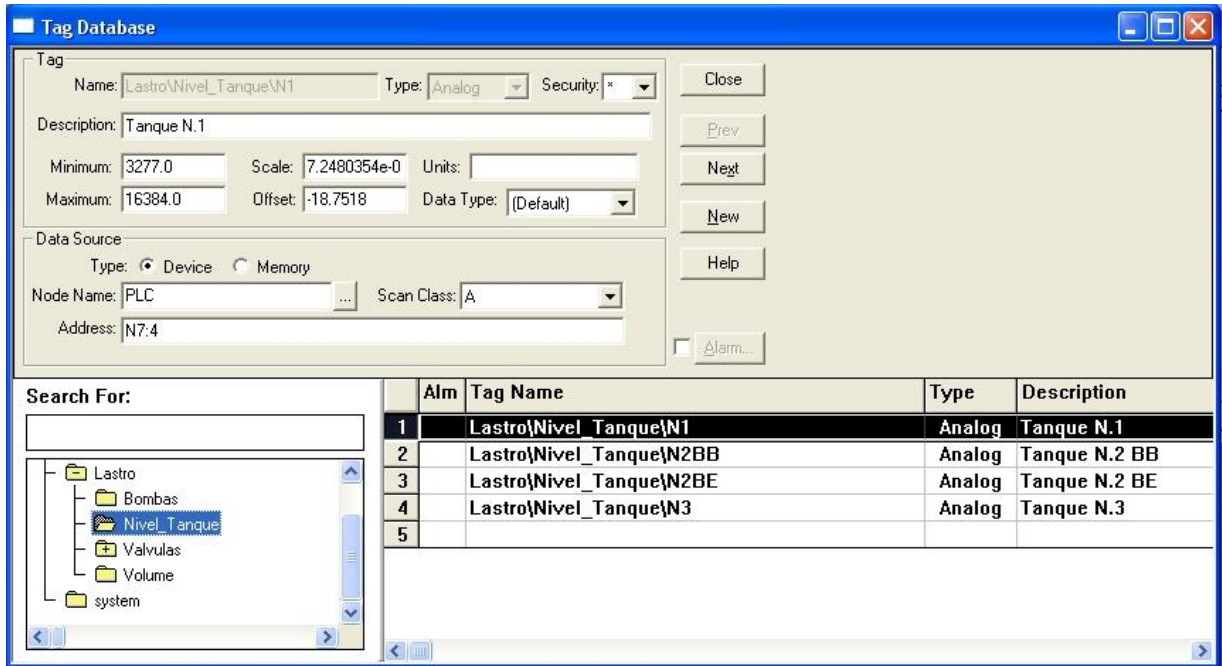 Tag Database
Tag
Name: Lastro\Nivel_Tanque\N1 Type: Analog Security: *
Description: Tanque N.1
Minimum: 3277.0 Scale: 7.2480354e-0 Units:
Maximum: 16384.0 Offset: -18.7518 Data Type: (Default)
Data Source
Type: Device Memory
Node Name: PLC ... Scan Class: A
Address: N7:4
Close
Prev
Next
New
Help
Alarm...
Search For:
Lastro
Bombas
Nivel_Tanque
Valvulas
Volume
system
Alm Tag Name Type Description
1 Lastro\Nivel_Tanque\N1 Analog Tanque N.1
2 Lastro\Nivel_Tanque\N2BB Analog Tanque N.2 BB
3 Lastro\Nivel_Tanque\N2BE Analog Tanque N.2 BE
4 Lastro\Nivel_Tanque\N3 Analog Tanque N.3
5